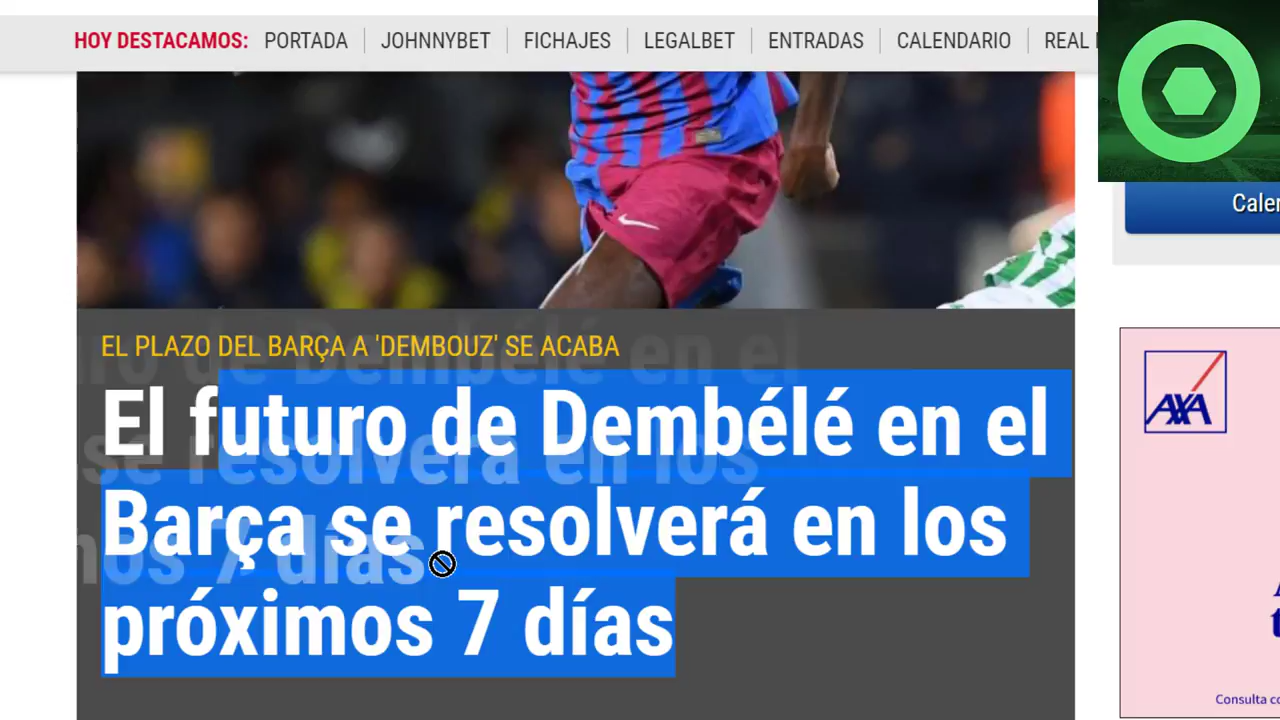 HOY DESTACAMOS: PORTADA JOHNNYBET FICHAJES LEGALBET ENTRADAS CALENDARIO REAL
EL PLAZO DEL BARÇA A 'DEMBOUZ' SE ACABA
El futuro de Dembélé en el
Barça se resolverá en los
próximos 7 días
AXA
Consulta